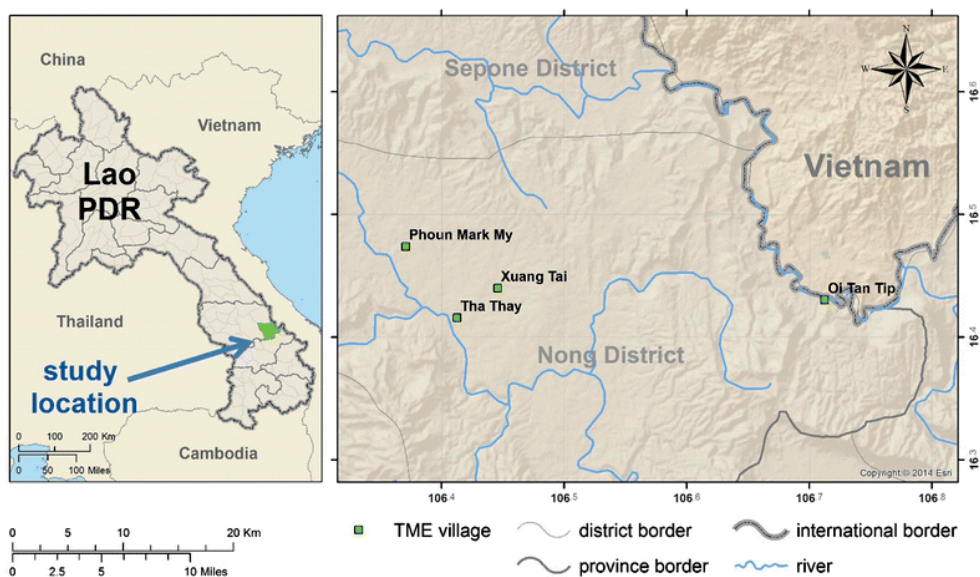 China
Vietnam
Lao
PDR
Thailand
study
location
Cambodia
0 100 200 Km
0 50 100 Miles
Sepone District
N
W E
S
Vietnam
Phoun Mark My
Xuang Tai
Tha Thay
Oi Tan Tip
Nong District
Copyright © 2014 Esri
16.6
16.5
16.4
16.3
106.4 106.5 106.6 106.7 106.8
0 5 10 20 Km
0 2.5 5 10 Miles
TME village
district border
international border
province border
river